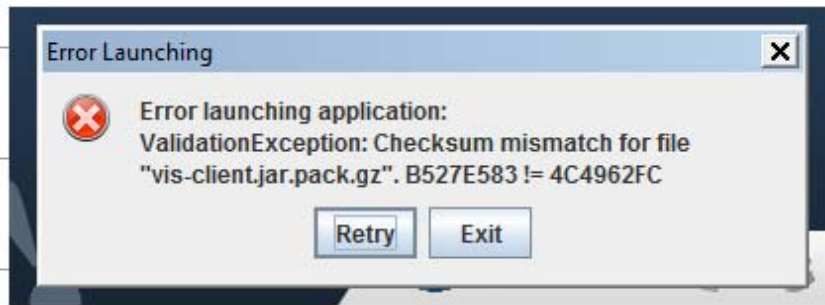 Error Launching
Error launching application:
ValidationException: Checksum mismatch for file
"vis-client.jar.pack.gz". B527E583 != 4C4962FC
Retry Exit